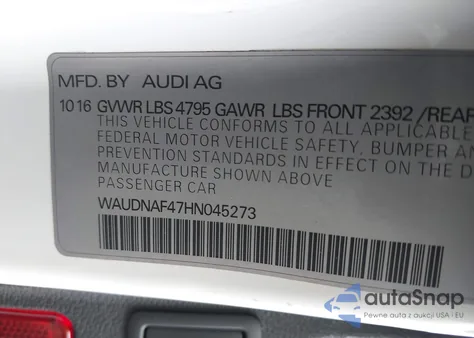 MFD. BY AUDI AG
10 16 GVWR LBS 4795 GAWR LBS FRONT 2392 /REAR
THIS VEHICLE CONFORMS TO ALL APPLICABLE
FEDERAL MOTOR VEHICLE SAFETY, BUMPER AN
PREVENTION STANDARDS IN EFFECT ON THE D
MANUFACTURE SHOWN ABOVE
PASSENGER CAR
WAUDNAF47HN045273
autoSnap
Pewne auta z aukcji USA • EU